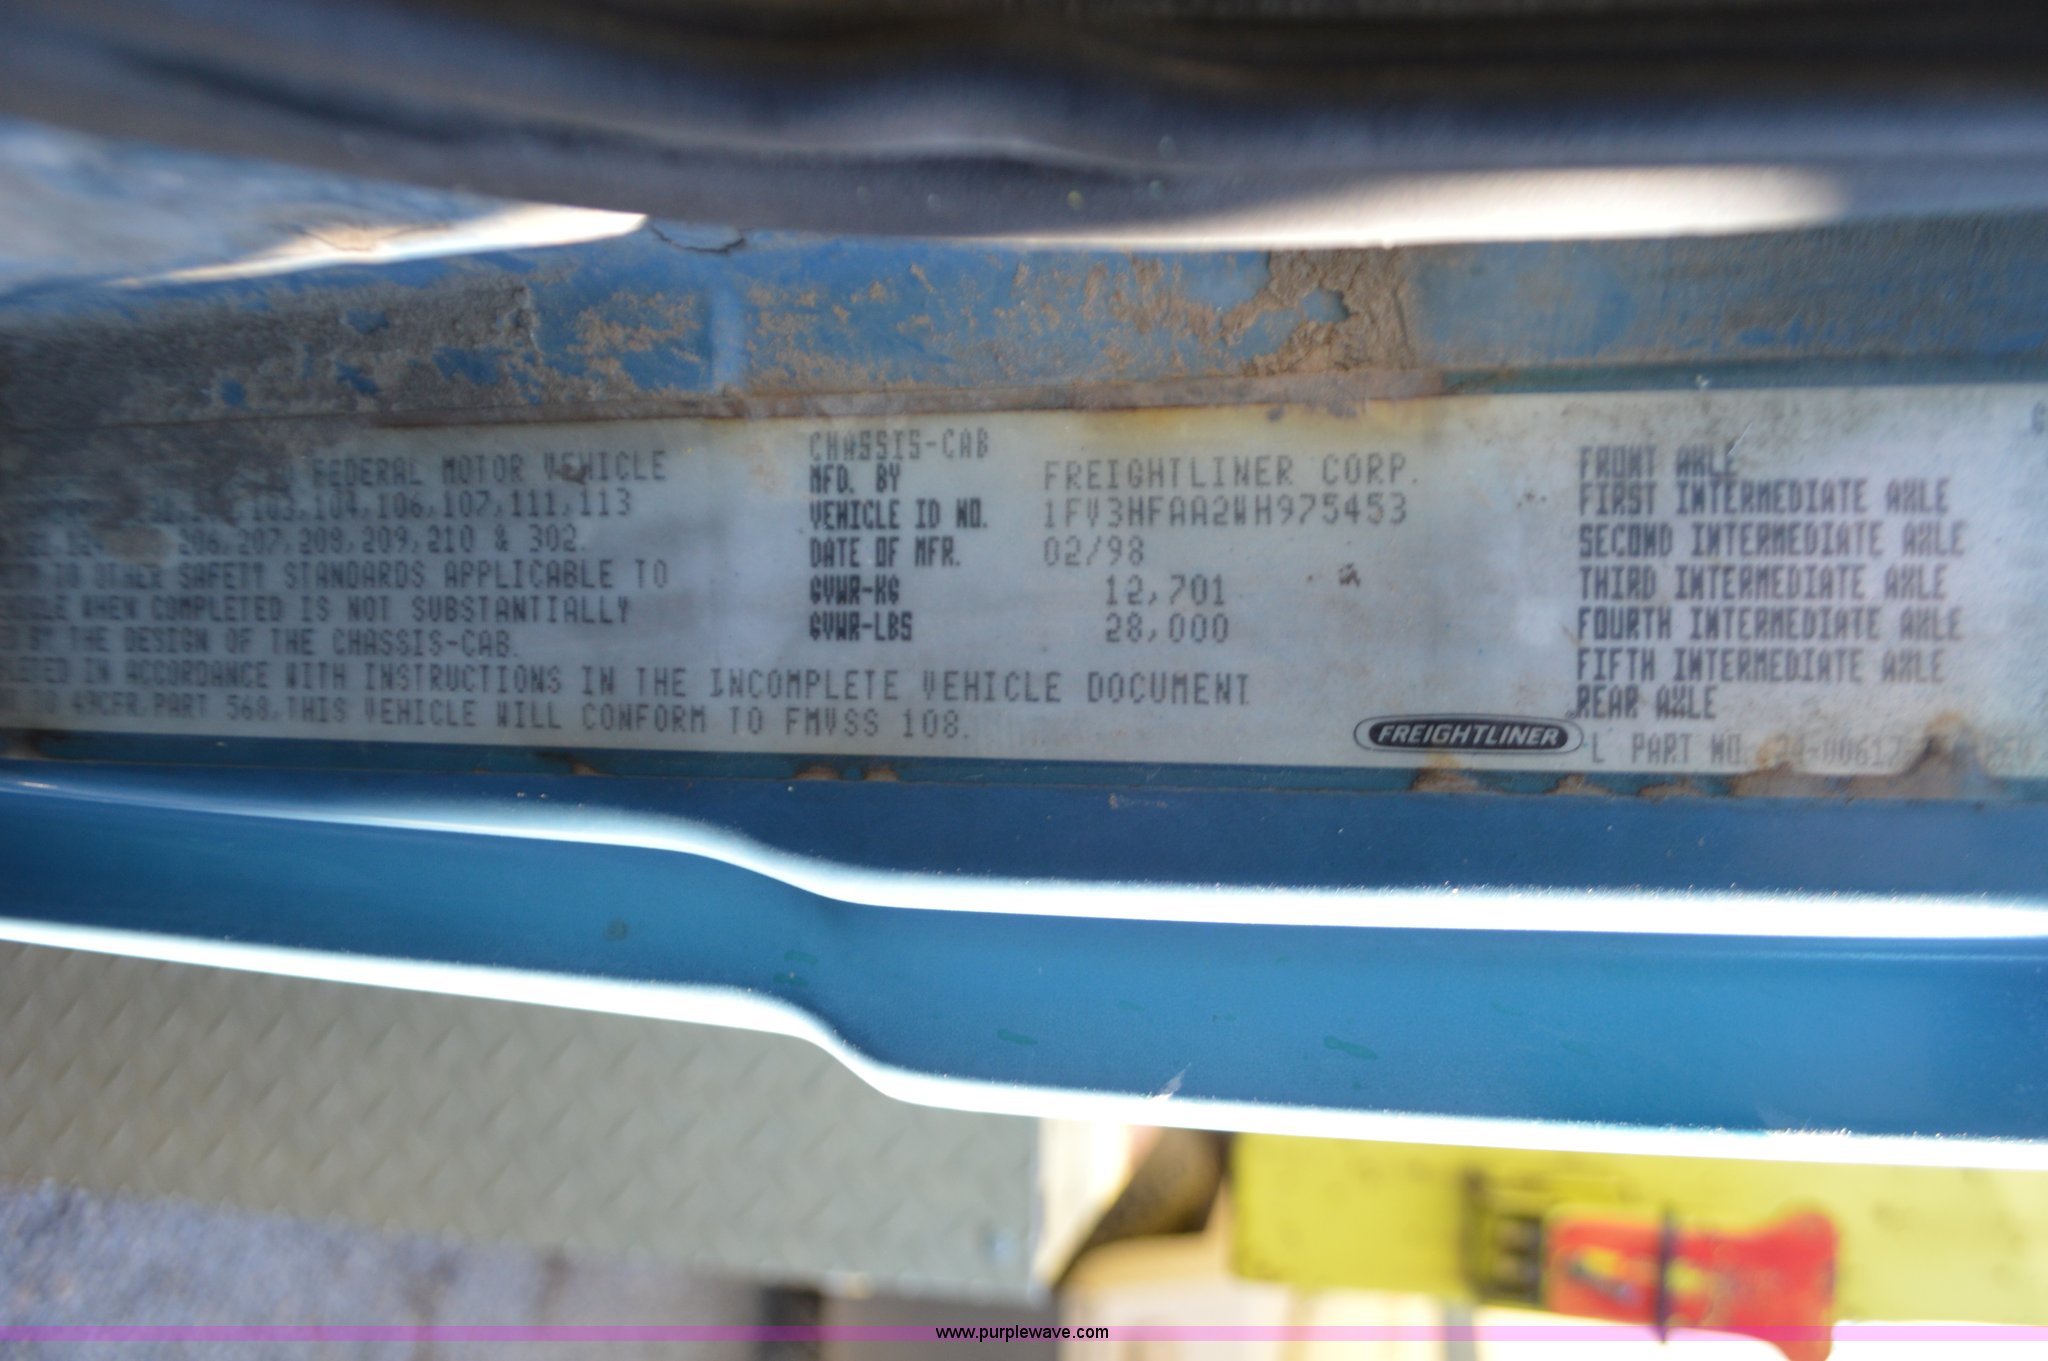 FEDERAL MOTOR VEHICLE
103,104,106,107,111,113
206,207,208,209,210 & 302.
TO OTHER SAFETY STANDARDS APPLICABLE TO
WHEN COMPLETED IS NOT SUBSTANTIALLY
BY THE DESIGN OF THE CHASSIS-CAB.
IN ACCORDANCE WITH INSTRUCTIONS IN THE INCOMPLETE VEHICLE DOCUMENT
TO 49CFR,PART 568,THIS VEHICLE WILL CONFORM TO FMVSS 108.
CHASSIS-CAB
MFD. BY FREIGHTLINER CORP.
VEHICLE ID NO. 1FV3HFAA2WH975453
DATE OF MFR. 02/98
GVWR-KG 12,701
GVWR-LBS 28,000
FREIGHTLINER
FRONT AXLE
FIRST INTERMEDIATE AXLE
SECOND INTERMEDIATE AXLE
THIRD INTERMEDIATE AXLE
FOURTH INTERMEDIATE AXLE
FIFTH INTERMEDIATE AXLE
REAR AXLE
PART NO.
www.purplewave.com